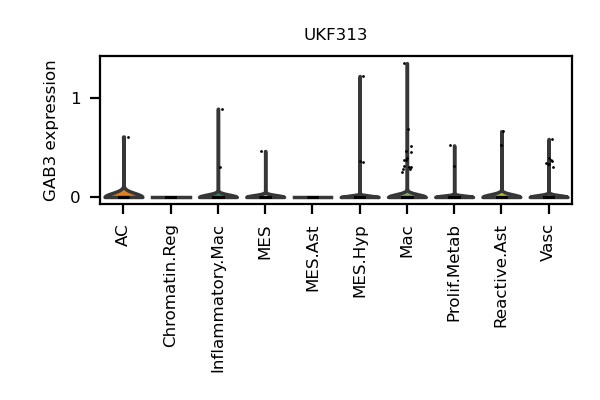 UKF313
GAB3 expression
1
0
AC
Chromatin.Reg
Inflammatory.Mac
MES
MES.Ast
MES.Hyp
Mac
Prolif.Metab
Reactive.Ast
Vasc